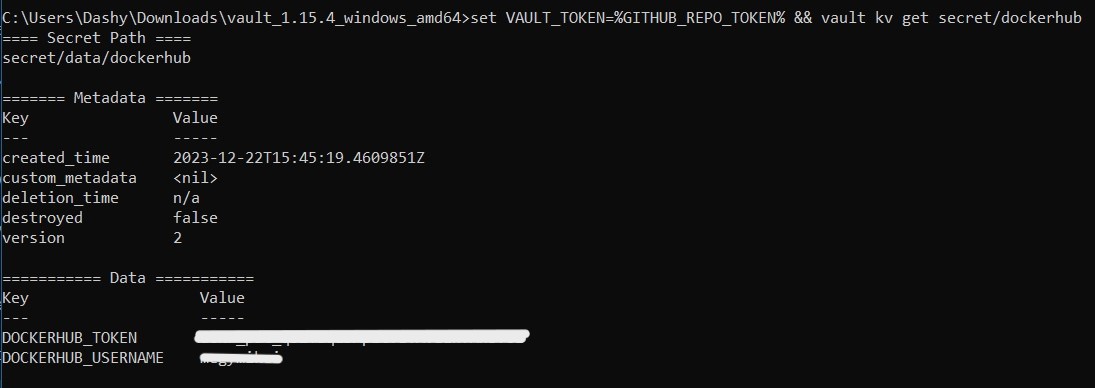 C:\Users\Dashy\Downloads\vault_1.15.4_windows_amd64>set VAULT_TOKEN=%GITHUB_REPO_TOKEN% && vault kv get secret/dockerhub
==== Secret Path ====
secret/data/dockerhub
======= Metadata =======
Key Value
--- -----
created_time 2023-12-22T15:45:19.4609851Z
custom_metadata <nil>
deletion_time n/a
destroyed false
version 2
=========== Data ===========
Key Value
--- -----
DOCKERHUB_TOKEN
DOCKERHUB_USERNAME